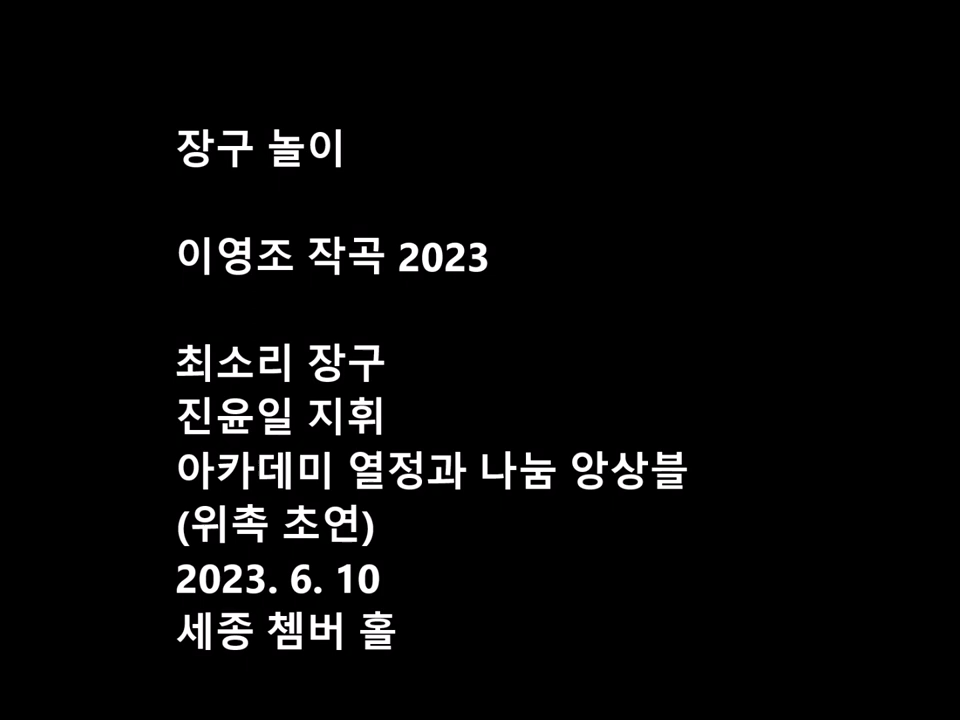 장구 놀이
이영조 작곡 2023
최소리 장구
진윤일 지휘
아카데미 열정과 나눔 앙상블
(위촉 초연)
2023. 6. 10
세종 쳄버 홀